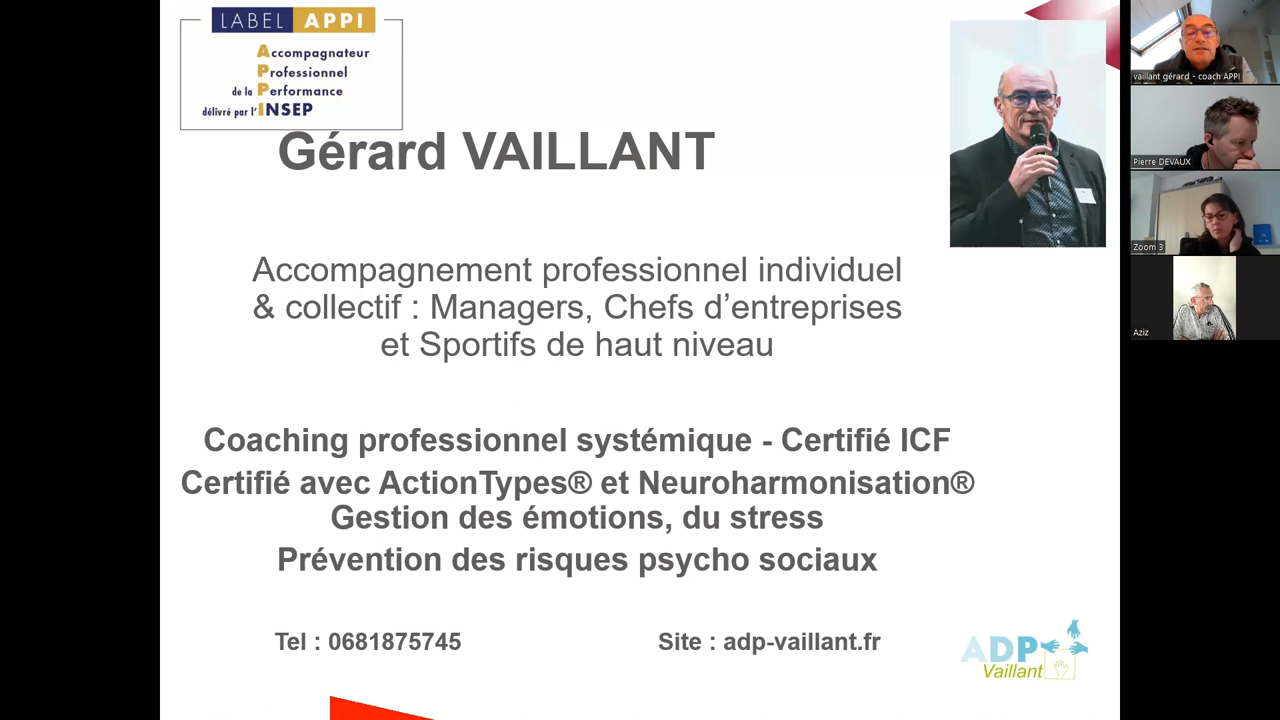 LABEL APPI
Accompagnateur
Professionnel
de la Performance
délivré par l'INSEP
Gérard VAILLANT
Accompagnement professionnel individuel
& collectif : Managers, Chefs d’entreprises
et Sportifs de haut niveau
Coaching professionnel systémique - Certifié ICF
Certifié avec ActionTypes® et Neuroharmonisation®
Gestion des émotions, du stress
Prévention des risques psycho sociaux
Tel : 0681875745
Site : adp-vaillant.fr
ADP
Vaillant
vaillant gérard - coach APPI
Pierre DEVAUX
Zoom 3
Aziz